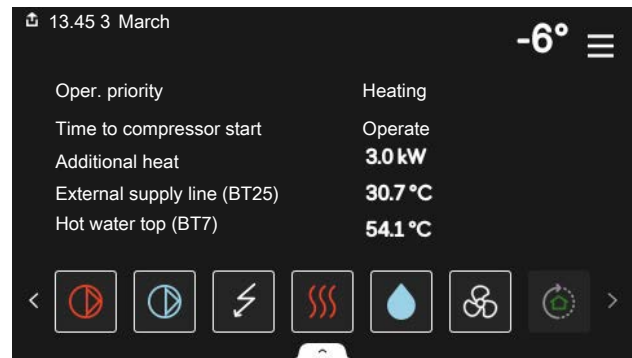 13.45 3 March
-6°
Oper. priority Heating
Time to compressor start Operate
Additional heat 3.0 kW
External supply line (BT25) 30.7 °C
Hot water top (BT7) 54.1 °C